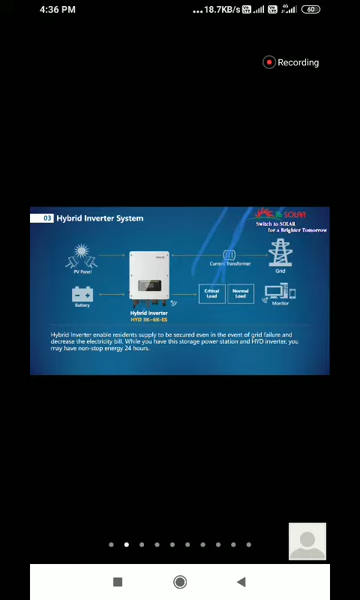 4:36 PM
...18.7KB/s
60
Recording
03 Hybrid Inverter System
SOLAR
Switch to SOLAR
for a Brighter Tomorrow
PV Panel
Current Transformer
Grid
Battery
Hybrid Inverter
HYD 3K~6K-ES
Critical
Load
Normal
Load
Monitor
Hybrid Inverter enable residents supply to be secured even in the event of grid failure and
decrease the electricity bill. While you have this storage power station and HYD inverter, you
may have non-stop energy 24 hours.